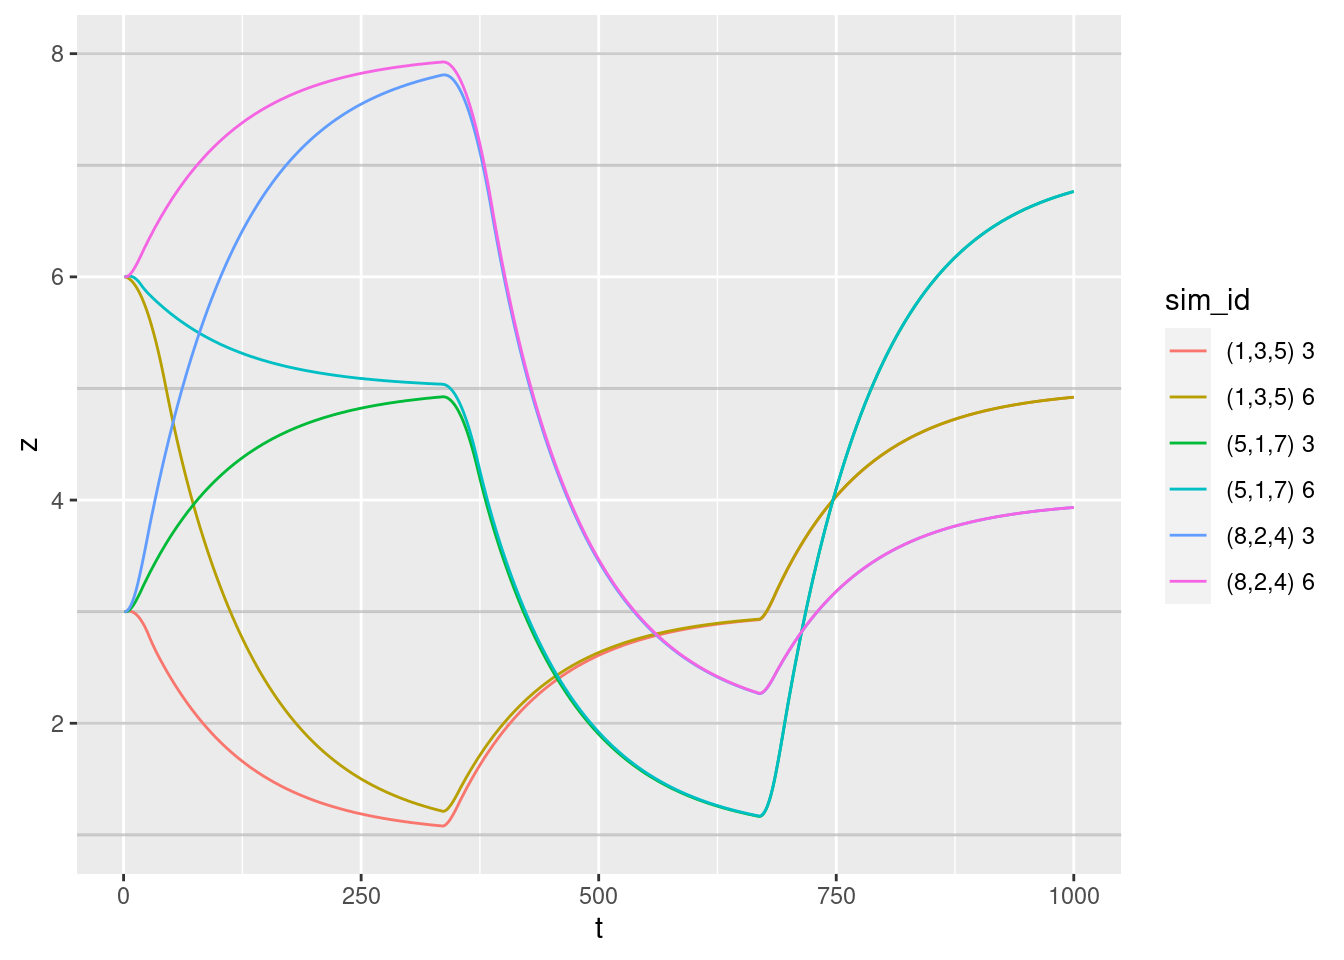 8
6
4
2
z
0 250 500 750 1000
t
sim_id
(1,3,5) 3
(1,3,5) 6
(5,1,7) 3
(5,1,7) 6
(8,2,4) 3
(8,2,4) 6